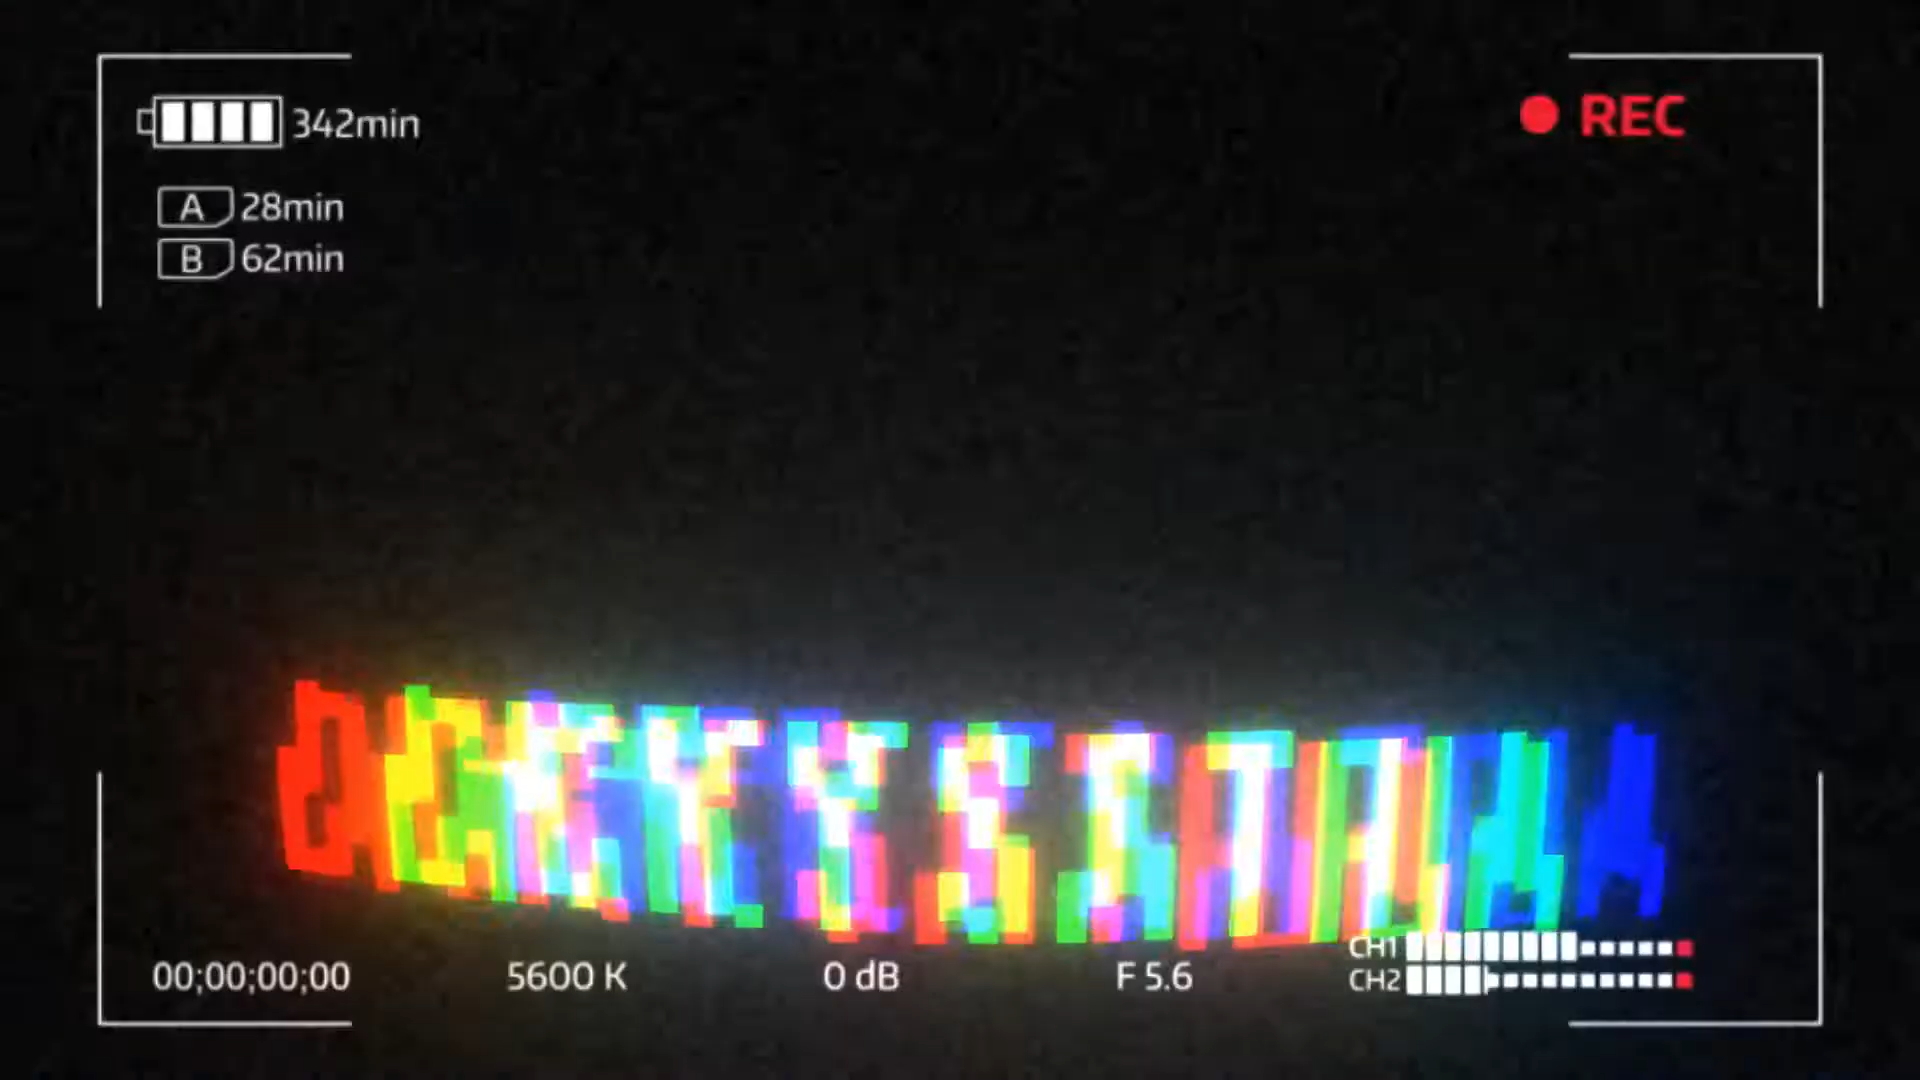 342min
REC
A 28min
B 62min
00;00;00;00
5600 K
0 dB
F 5.6
CH1
CH2